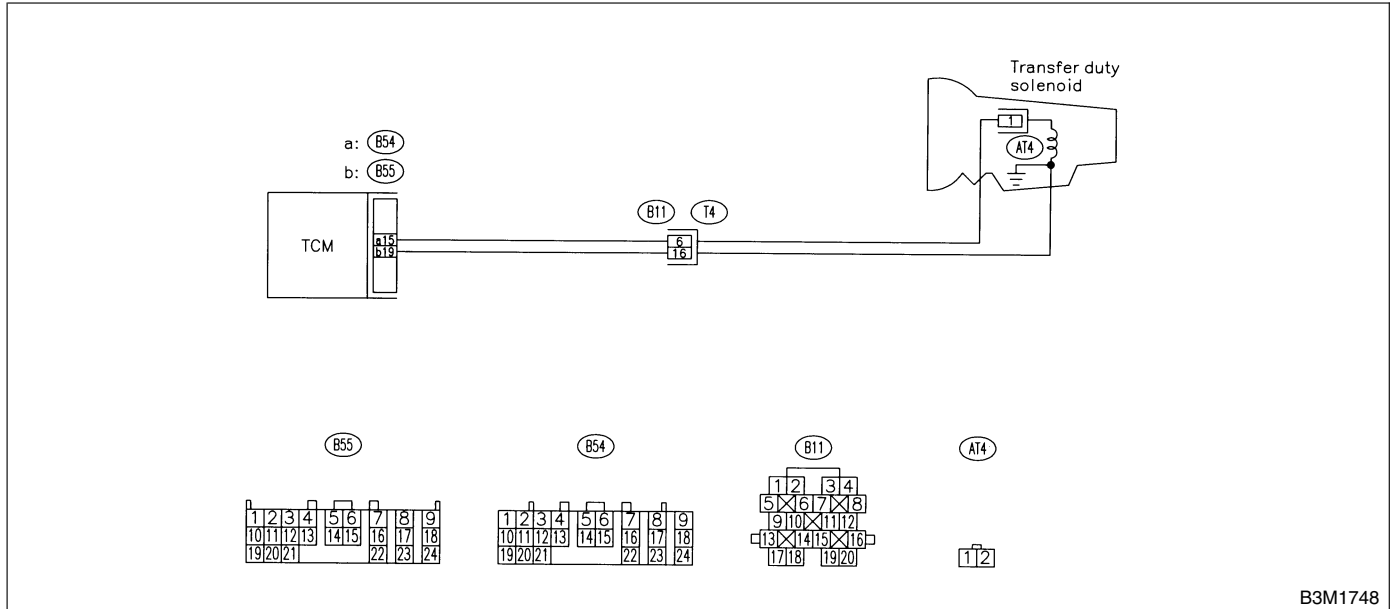 Transfer duty
solenoid
1
AT4
a: B54
b: B55
TCM
a15
b19
B11 T4
6
16
B55
1 2 3 4 5 6 7 8 9
10 11 12 13 14 15 16 17 18
19 20 21 22 23 24
B54
1 2 3 4 5 6 7 8 9
10 11 12 13 14 15 16 17 18
19 20 21 22 23 24
B11
1 2 3 4
5 6 7 8
9 10 11 12
13 14 15 16
17 18 19 20
AT4
1 2
B3M1748